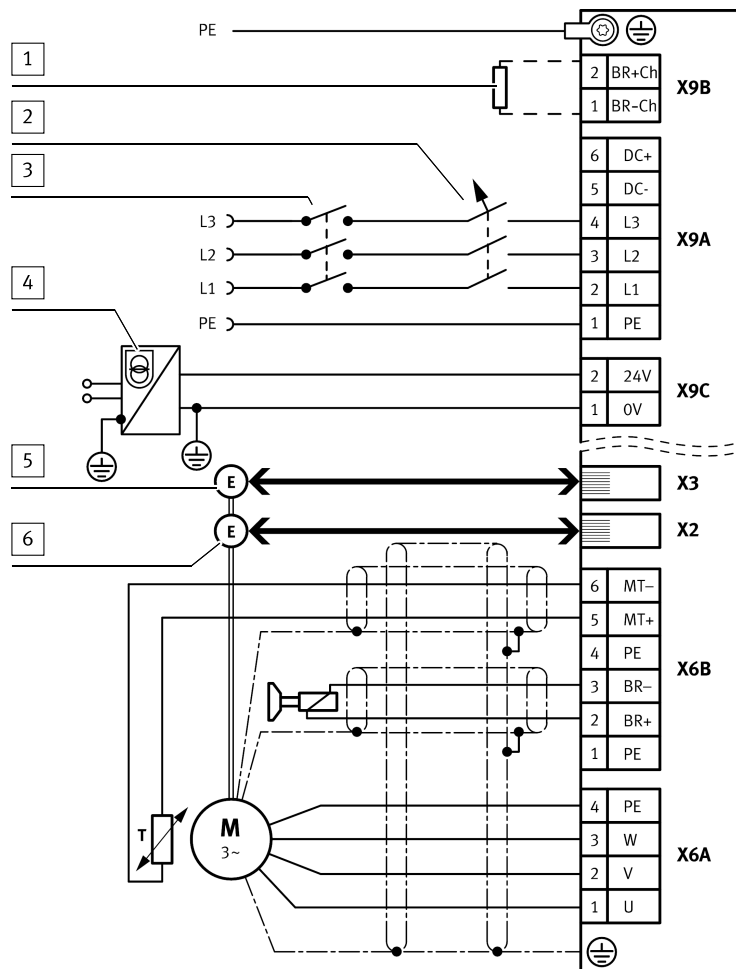 PE
1
2 BR+Ch
1 BR-Ch
X9B
2
3
6 DC+
5 DC-
L3
4 L3
L2
3 L2
L1
2 L1
PE
1 PE
X9A
4
2 24V
1 0V
X9C
5
E
X3
E
X2
6
6 MT–
5 MT+
4 PE
3 BR–
2 BR+
1 PE
X6B
T
M
3~
4 PE
3 W
2 V
1 U
X6A